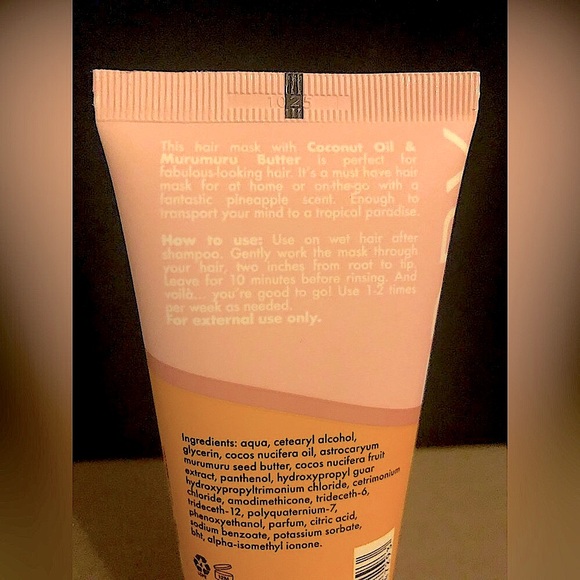 1025
This hair mask with Coconut Oil &
Murumuru Butter is perfect for
fabulous-looking hair. It's a must have hair
mask for at home or on-the-go with a
fantastic pineapple scent. Enough to
transport your mind to a tropical paradise.
How to use: Use on wet hair after
shampoo. Gently work the mask through
your hair, two inches from root to tip.
Leave for 10 minutes before rinsing. And
voilà... you're good to go! Use 1-2 times
per week as needed.
For external use only.
Ingredients: aqua, cetearyl alcohol,
glycerin, cocos nucifera oil, astrocaryum
murumuru seed butter, cocos nucifera fruit
extract, panthenol, hydroxypropyl guar
hydroxypropyltrimonium chloride, cetrimonium
chloride, amodimethicone, trideceth-6,
trideceth-12, polyquaternium-7,
phenoxyethanol, parfum, citric acid,
sodium benzoate, potassium sorbate,
bht, alpha-isomethyl ionone.
12M